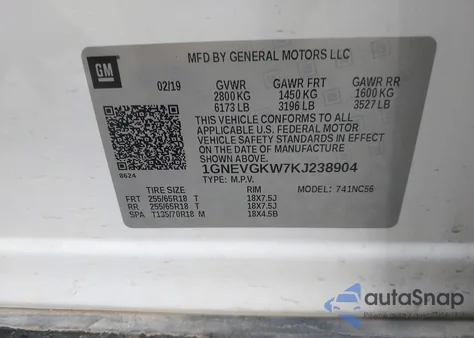 MFD BY GENERAL MOTORS LLC
GM
02/19 GVWR GAWR FRT GAWR RR
2800 KG 1450 KG 1600 KG
6173 LB 3196 LB 3527 LB
THIS VEHICLE CONFORMS TO ALL
APPLICABLE U.S. FEDERAL MOTOR
VEHICLE SAFETY STANDARDS IN EFFECT
ON THE DATE OF MANUFACTURE
SHOWN ABOVE.
1GNEVGKW7KJ238904
8624 TYPE: M.P.V. MODEL: 741NC56
TIRE SIZE RIM
FRT 255/65R18 T 18X7.5J
RR 255/65R18 T 18X7.5J
SPA T135/70R18 M 18X4.5B
autoSnap